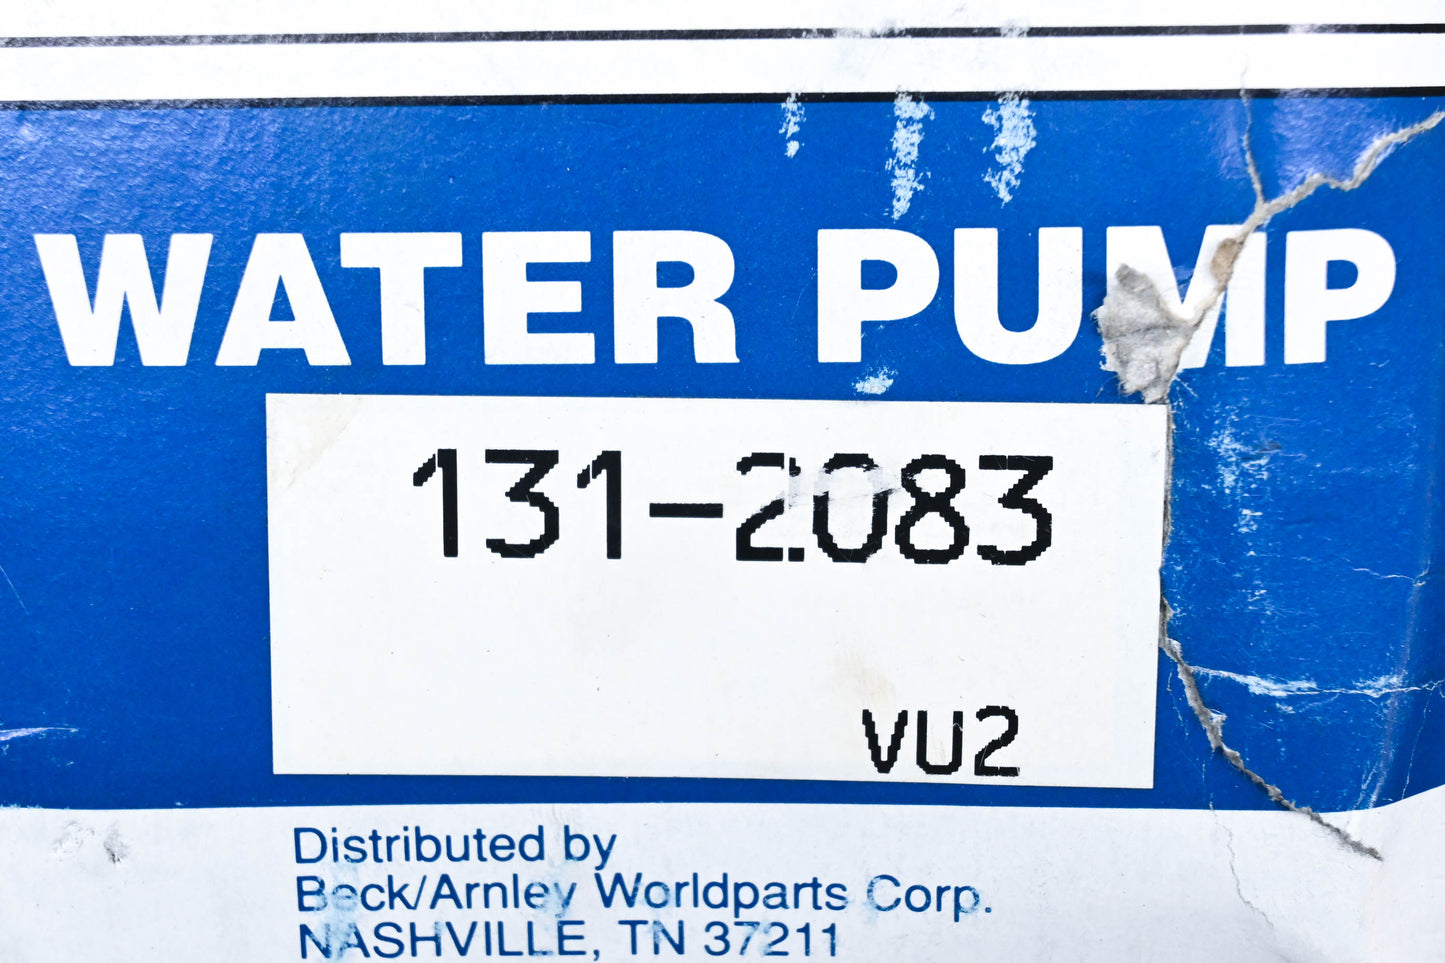 WATER PUMP
131-2083
VU2
Distributed by
Beck/Arnley Worldparts Corp.
NASHVILLE, TN 37211